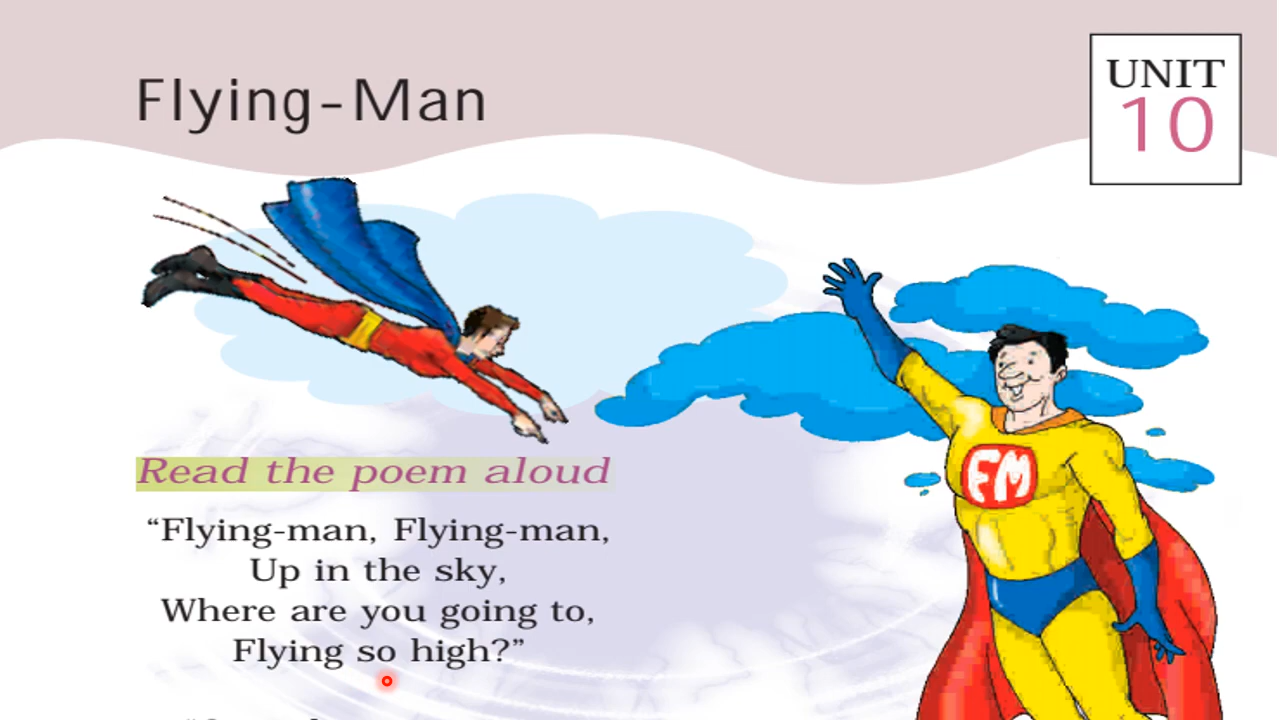 Flying-Man
UNIT
10
FM
Read the poem aloud
“Flying-man, Flying-man,
Up in the sky,
Where are you going to,
Flying so high?”